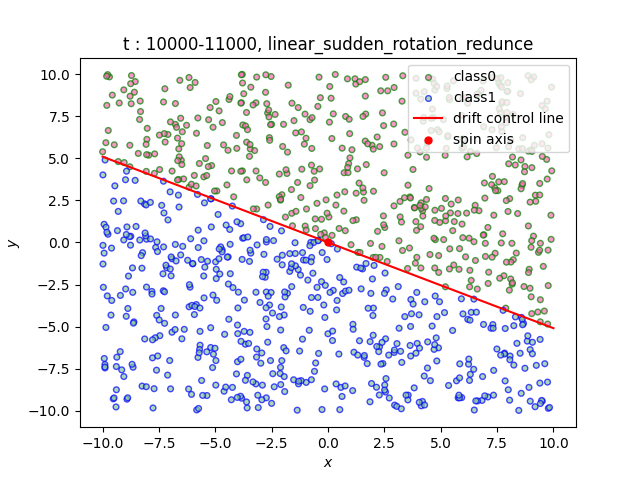 t : 10000-11000, linear_sudden_rotation_redunce
class0
class1
drift control line
spin axis
10.0
7.5
5.0
2.5
0.0
−2.5
−5.0
−7.5
−10.0
y
−10.0 −7.5 −5.0 −2.5 0.0 2.5 5.0 7.5 10.0
x